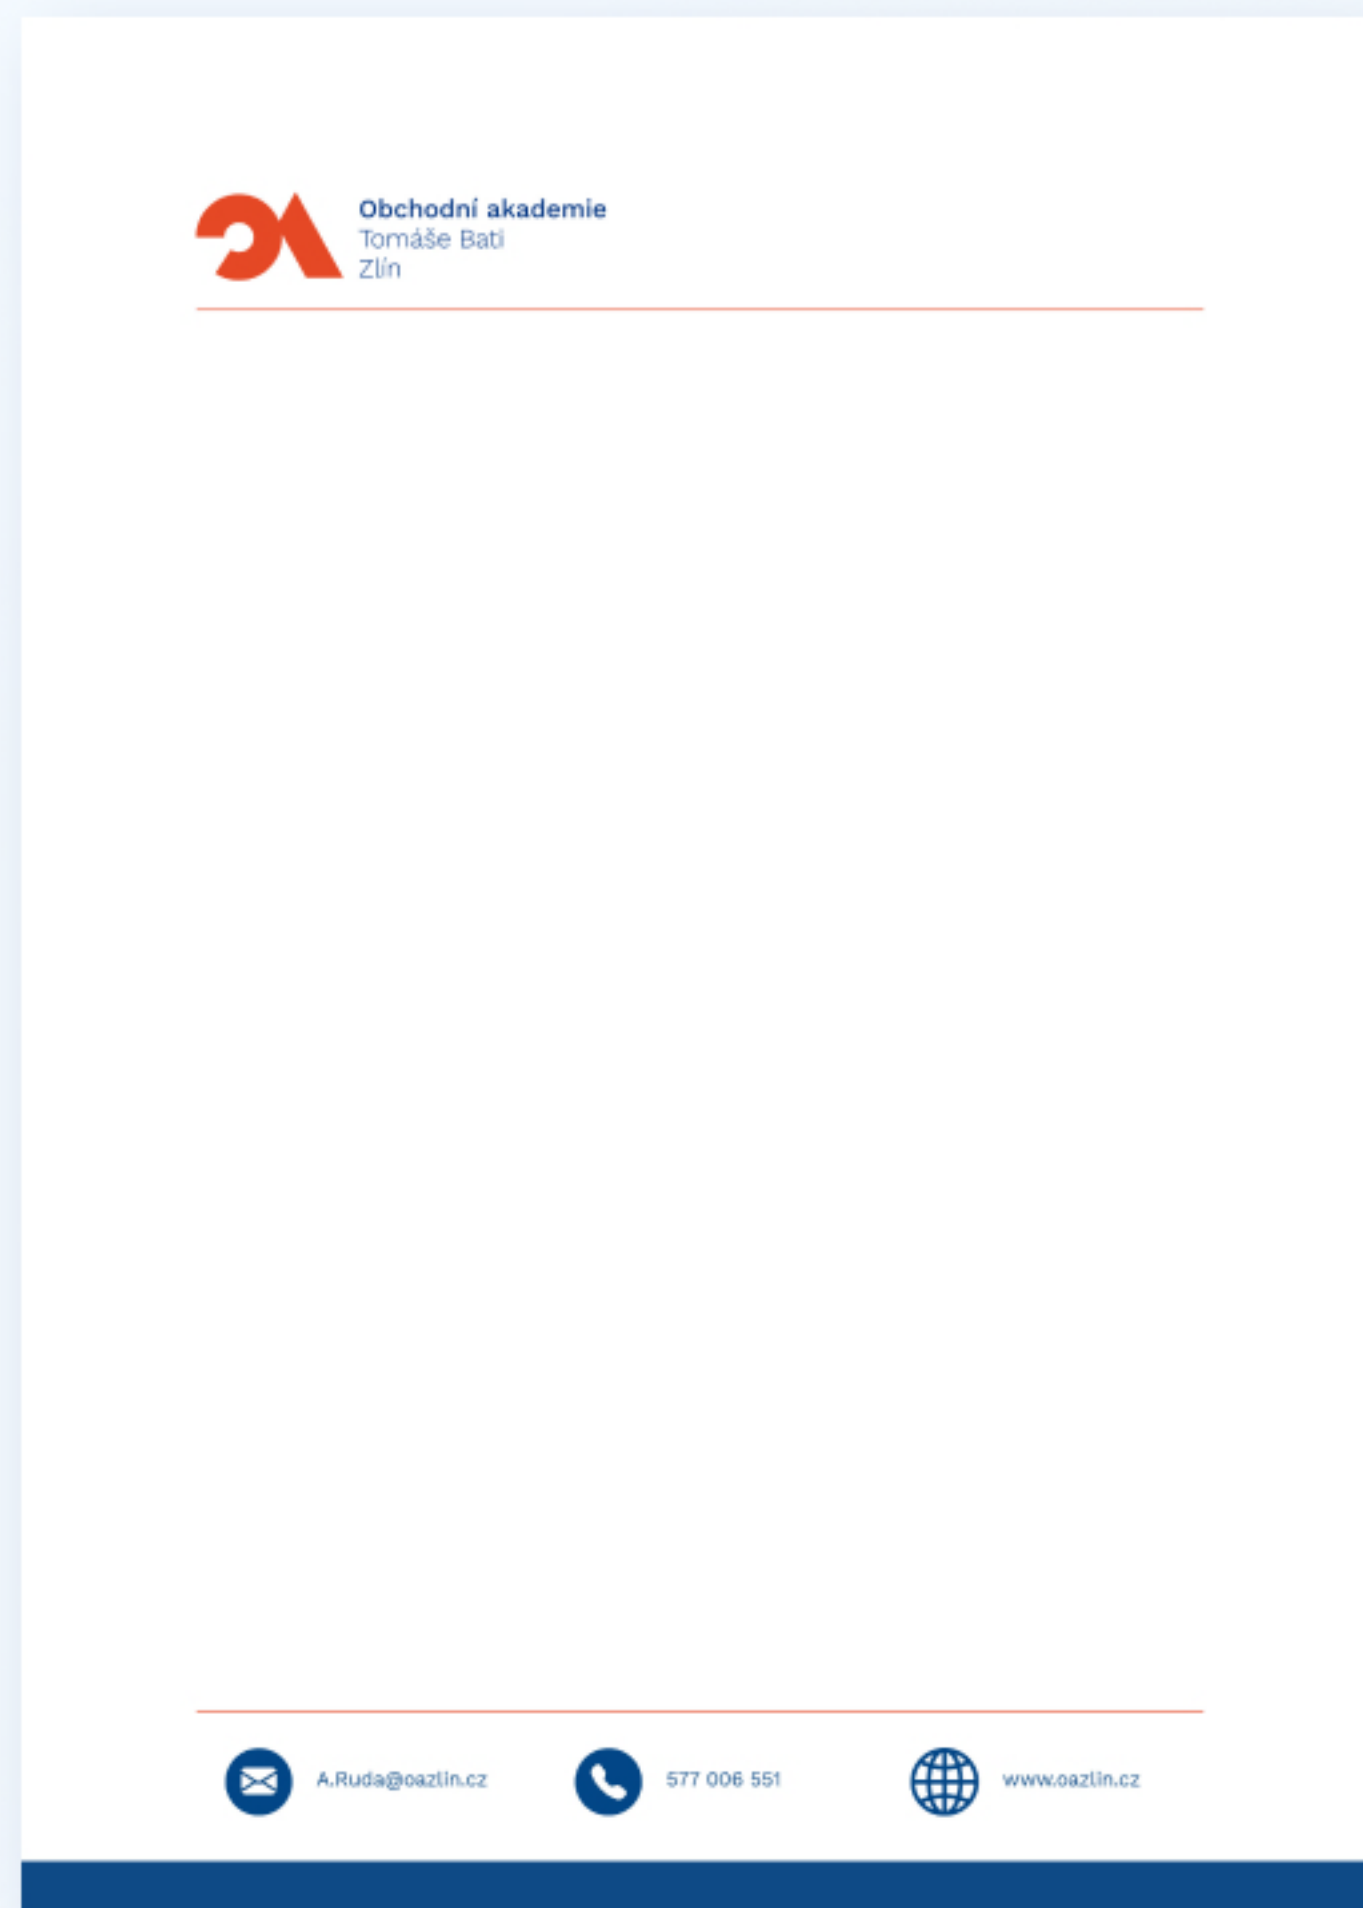 Obchodní akademie
Tomáše Bati
Zlín
A.Ruda@oazlin.cz
577 006 551
www.oazlin.cz